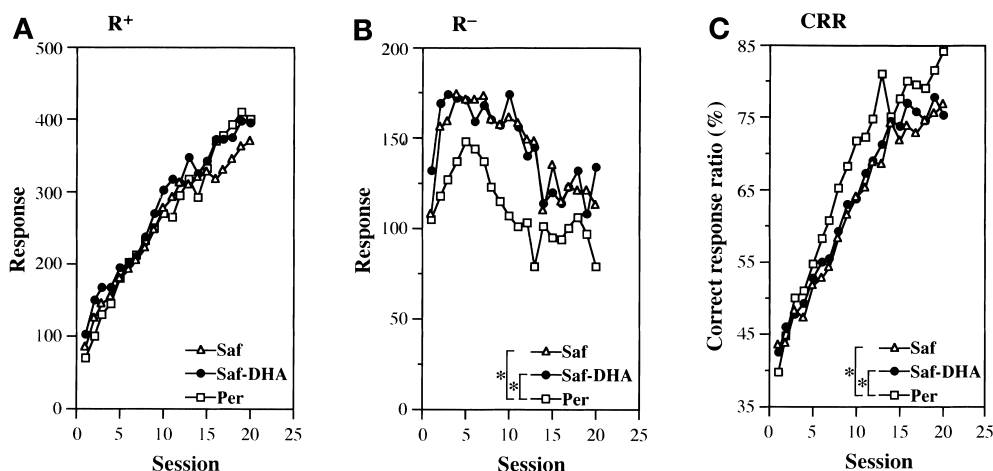 A R⁺
500
400
300
200
100
0
Response
0 5 10 15 20 25
Session
Saf
Saf-DHA
Per
B R⁻
200
150
100
50
0
Response
0 5 10 15 20 25
Session
* * Saf
Saf-DHA
Per
C CRR
85
75
65
55
45
35
Correct response ratio (%)
0 5 10 15 20 25
Session
* * Saf
Saf-DHA
Per